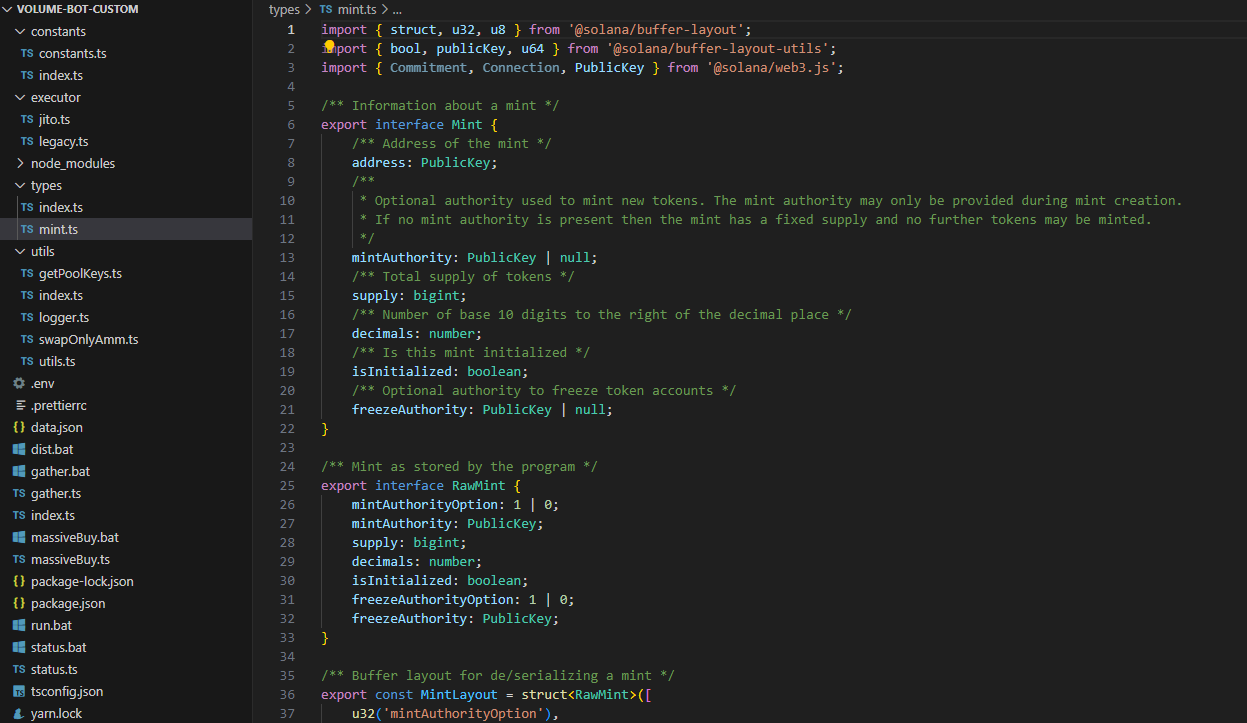 VOLUME-BOT-CUSTOM
constants
TS constants.ts
TS index.ts
executor
TS jito.ts
TS legacy.ts
node_modules
types
TS index.ts
TS mint.ts
utils
TS getPoolKeys.ts
TS index.ts
TS logger.ts
TS swapOnlyAmm.ts
TS utils.ts
.env
.prettierrc
{} data.json
dist.bat
gather.bat
TS gather.ts
TS index.ts
massiveBuy.bat
TS massiveBuy.ts
{} package-lock.json
{} package.json
run.bat
status.bat
TS status.ts
TS tsconfig.json
yarn.lock
types > TS mint.ts > ...
1 import { struct, u32, u8 } from '@solana/buffer-layout';
2 import { bool, publicKey, u64 } from '@solana/buffer-layout-utils';
3 import { Commitment, Connection, PublicKey } from '@solana/web3.js';
4
5 /** Information about a mint */
6 export interface Mint {
7 /** Address of the mint */
8 address: PublicKey;
9 /**
10 * Optional authority used to mint new tokens. The mint authority may only be provided during mint creation.
11 * If no mint authority is present then the mint has a fixed supply and no further tokens may be minted.
12 */
13 mintAuthority: PublicKey | null;
14 /** Total supply of tokens */
15 supply: bigint;
16 /** Number of base 10 digits to the right of the decimal place */
17 decimals: number;
18 /** Is this mint initialized */
19 isInitialized: boolean;
20 /** Optional authority to freeze token accounts */
21 freezeAuthority: PublicKey | null;
22 }
23
24 /** Mint as stored by the program */
25 export interface RawMint {
26 mintAuthorityOption: 1 | 0;
27 mintAuthority: PublicKey;
28 supply: bigint;
29 decimals: number;
30 isInitialized: boolean;
31 freezeAuthorityOption: 1 | 0;
32 freezeAuthority: PublicKey;
33 }
34
35 /** Buffer layout for de/serializing a mint */
36 export const MintLayout = struct<RawMint>([
37 u32('mintAuthorityOption'),